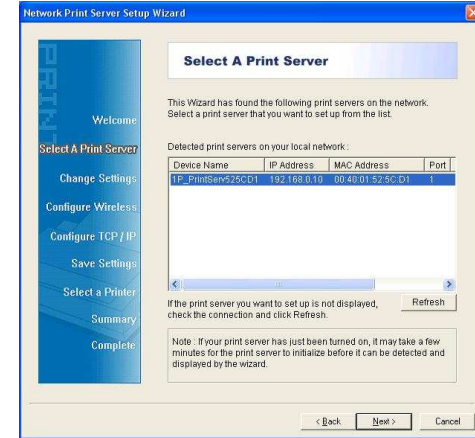 Network Print Server Setup Wizard
PRINT
Select A Print Server
This Wizard has found the following print servers on the network.
Select a print server that you want to set up from the list.
Welcome
Select A Print Server
Change Settings
Configure Wireless
Configure TCP / IP
Save Settings
Select a Printer
Summary
Complete
Detected print servers on your local network :
Device Name IP Address MAC Address Port
1P_PrintServ525CD1 192.168.0.10 00:40:01:52:5C:D1 1
If the print server you want to set up is not displayed,
check the connection and click Refresh.
Refresh
Note : If your print server has just been turned on, it may take a few
minutes for the print server to initialize before it can be detected and
displayed by the wizard.
< Back Next > Cancel